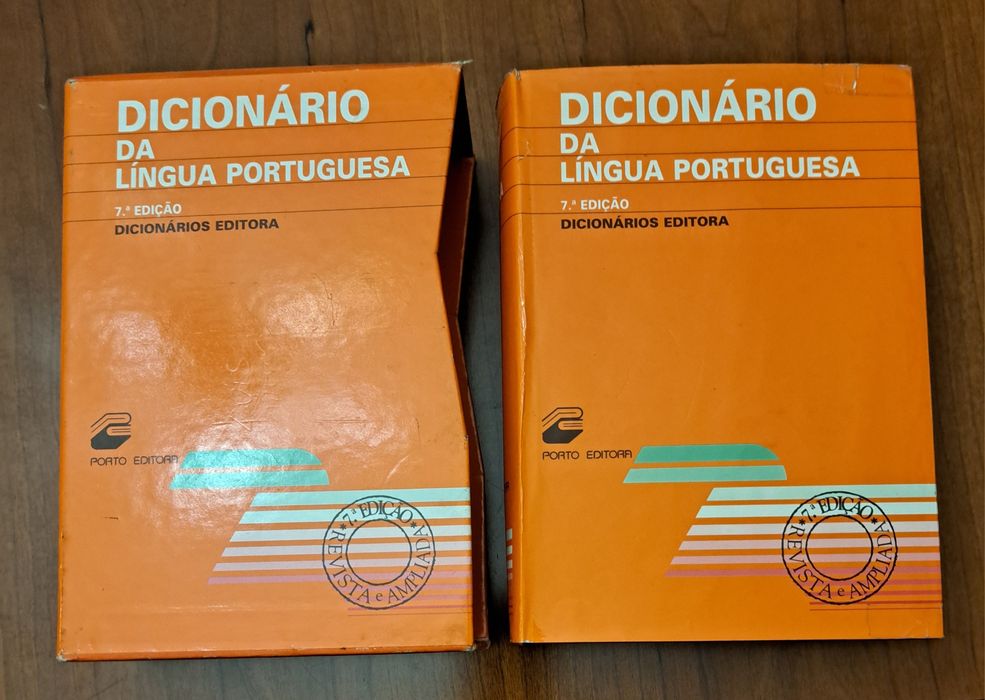 DICIONÁRIO
DA
LÍNGUA PORTUGUESA
7.ª EDIÇÃO
DICIONÁRIOS EDITORA
PORTO EDITORA
*7.ª EDIÇÃO*
REVISTA e AMPLIADA
DICIONÁRIO
DA
LÍNGUA PORTUGUESA
7.ª EDIÇÃO
DICIONÁRIOS EDITORA
PORTO EDITORA
*7.ª EDIÇÃO*
REVISTA e AMPLIADA